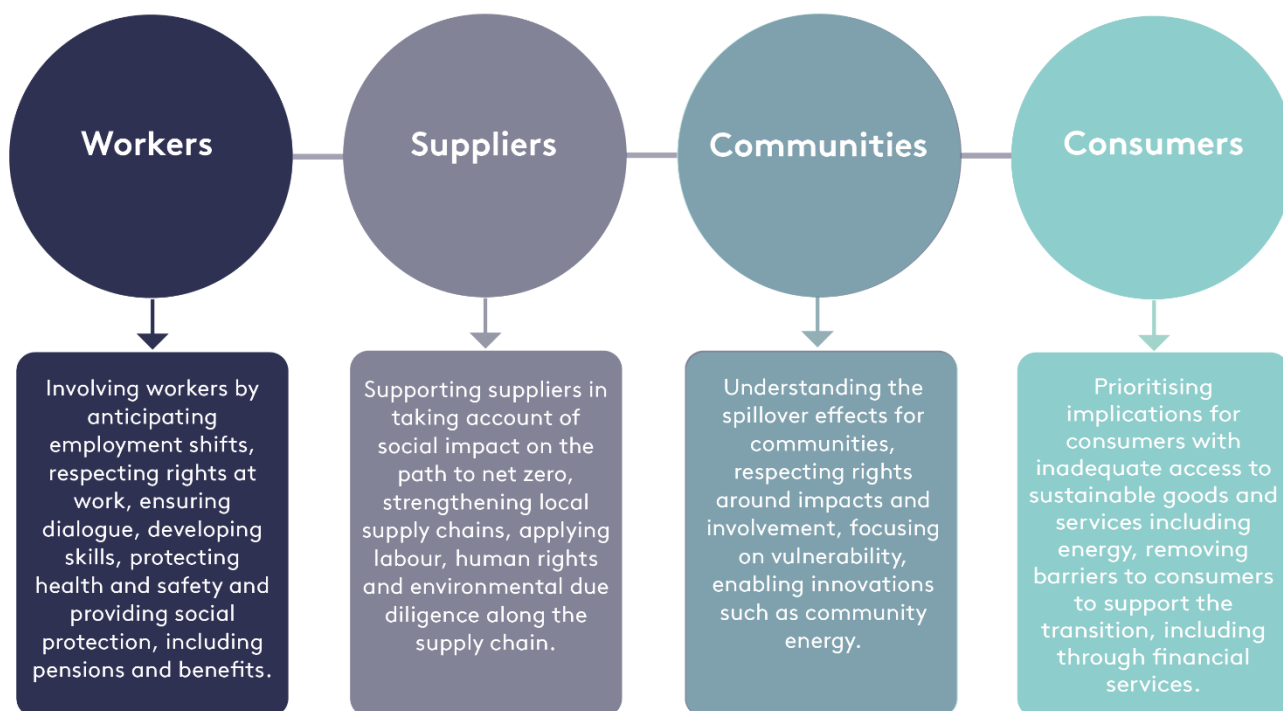 Workers
Suppliers
Communities
Consumers
Involving workers by
anticipating
employment shifts,
respecting rights at
work, ensuring
dialogue, developing
skills, protecting
health and safety and
providing social
protection, including
pensions and benefits.
Supporting suppliers in
taking account of
social impact on the
path to net zero,
strengthening local
supply chains, applying
labour, human rights
and environmental due
diligence along the
supply chain.
Understanding the
spillover effects for
communities,
respecting rights
around impacts and
involvement, focusing
on vulnerability,
enabling innovations
such as community
energy.
Prioritising
implications for
consumers with
inadequate access to
sustainable goods and
services including
energy, removing
barriers to consumers
to support the
transition, including
through financial
services.